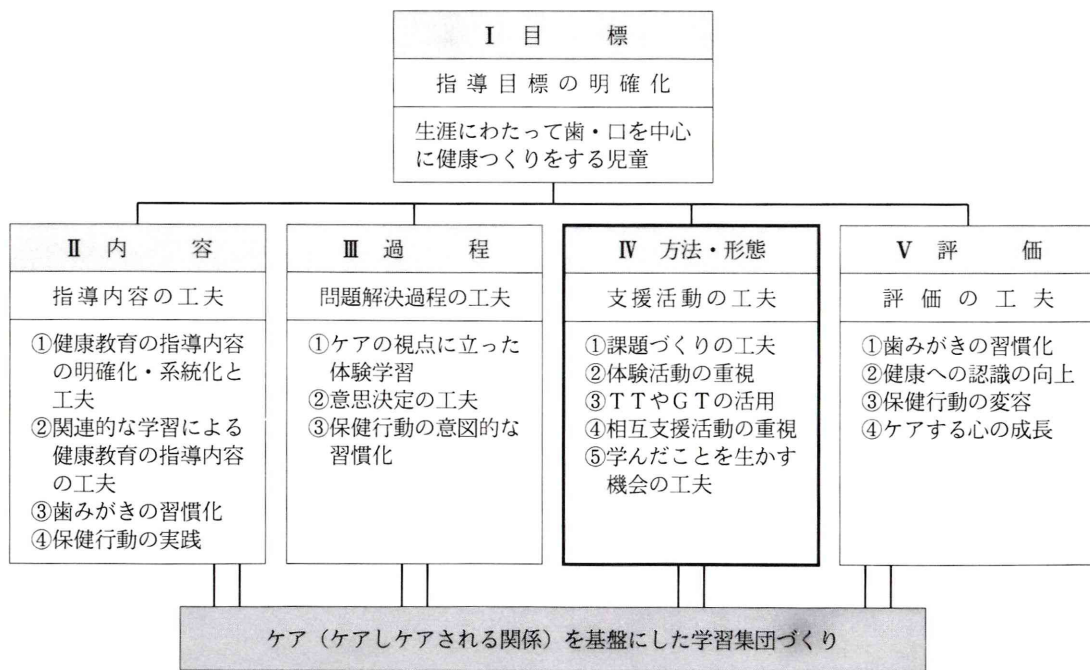 Ⅰ 目 標
指導目標の明確化
生涯にわたって歯・口を中心
に健康つくりをする児童
Ⅱ 内 容
指導内容の工夫
①健康教育の指導内容
の明確化・系統化と
工夫
②関連的な学習による
健康教育の指導内容
の工夫
③歯みがきの習慣化
④保健行動の実践
Ⅲ 過 程
問題解決過程の工夫
①ケアの視点に立った
体験学習
②意思決定の工夫
③保健行動の意図的な
習慣化
Ⅳ 方法・形態
支援活動の工夫
①課題づくりの工夫
②体験活動の重視
③TTやGTの活用
④相互支援活動の重視
⑤学んだことを生かす
機会の工夫
Ⅴ 評 価
評価の工夫
①歯みがきの習慣化
②健康への認識の向上
③保健行動の変容
④ケアする心の成長
ケア（ケアしケアされる関係）を基盤にした学習集団づくり